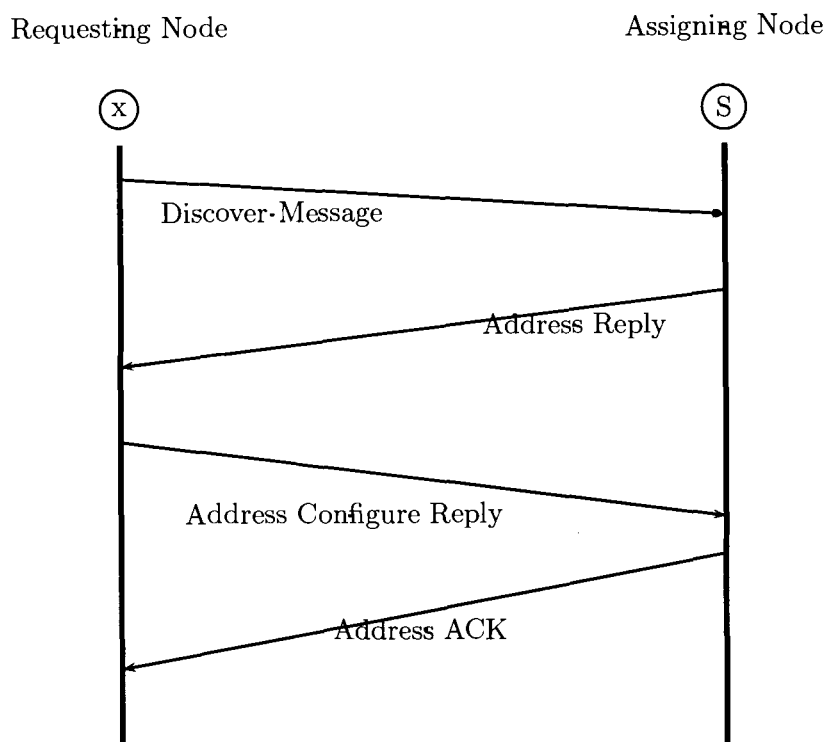 Requesting Node
Assigning Node
x
S
Discover-Message
Address Reply
Address Configure Reply
Address ACK